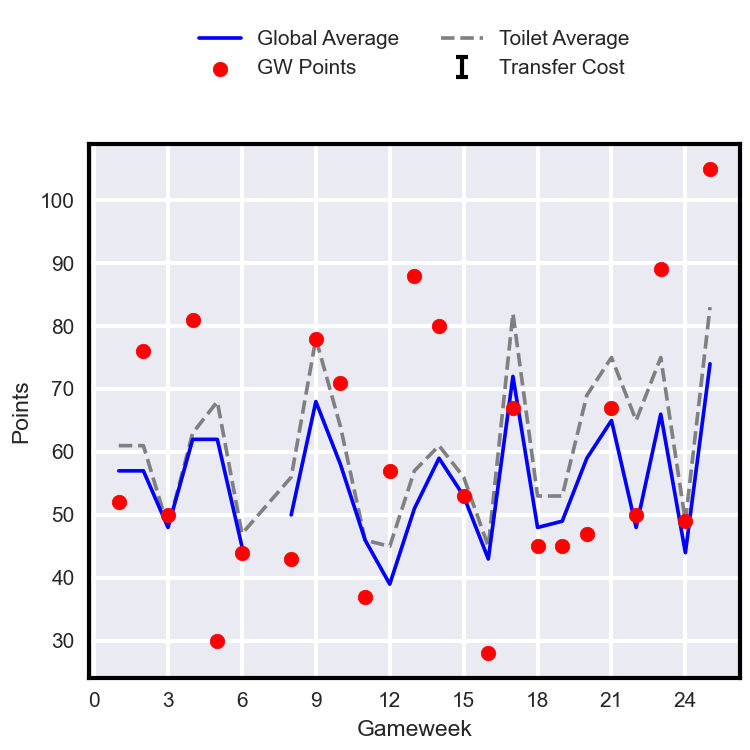 Global Average
Toilet Average
GW Points
Transfer Cost
Points
100
90
80
70
60
50
40
30
0 3 6 9 12 15 18 21 24
Gameweek